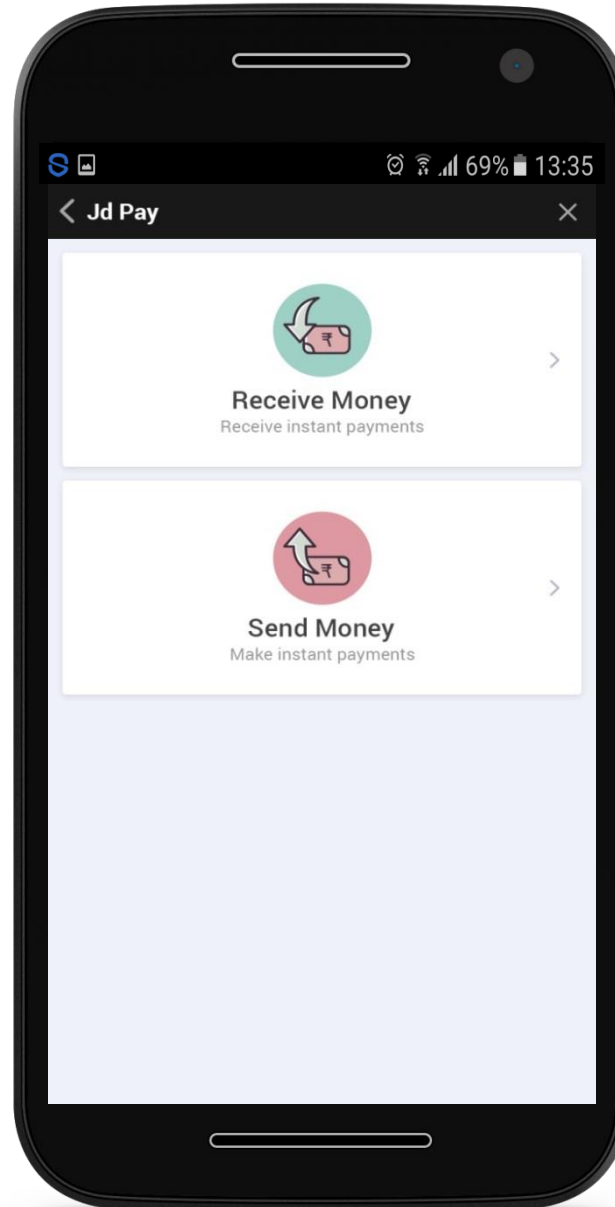 69% 13:35
Jd Pay
₹
Receive Money
Receive instant payments
₹
Send Money
Make instant payments